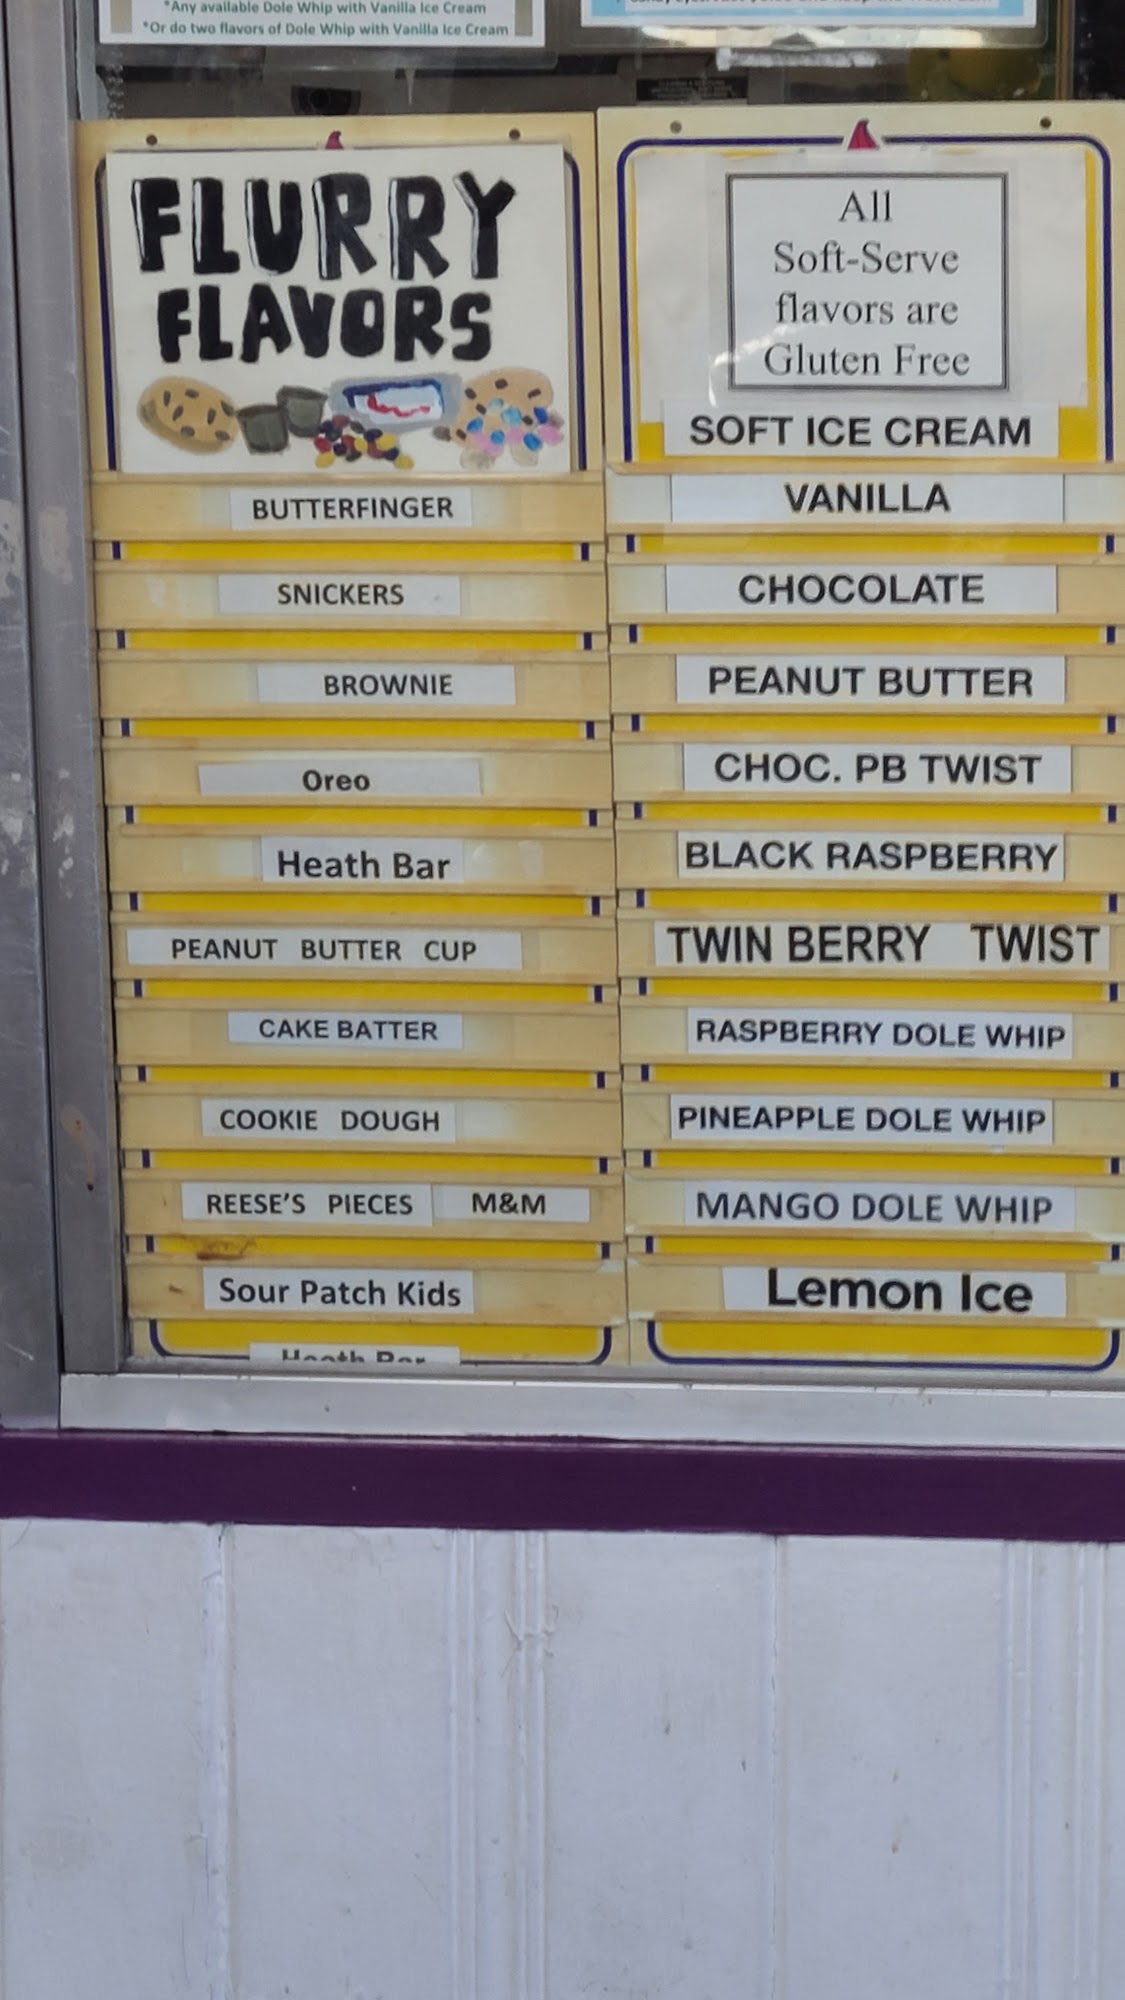 *Any available Dole Whip with Vanilla Ice Cream
*Or do two flavors of Dole Whip with Vanilla Ice Cream
FLURRY
FLAVORS
BUTTERFINGER
SNICKERS
BROWNIE
Oreo
Heath Bar
PEANUT BUTTER CUP
CAKE BATTER
COOKIE DOUGH
REESE'S PIECES M&M
Sour Patch Kids
Heath Bar
All
Soft-Serve
flavors are
Gluten Free
SOFT ICE CREAM
VANILLA
CHOCOLATE
PEANUT BUTTER
CHOC. PB TWIST
BLACK RASPBERRY
TWIN BERRY TWIST
RASPBERRY DOLE WHIP
PINEAPPLE DOLE WHIP
MANGO DOLE WHIP
Lemon Ice